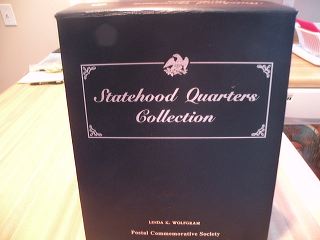 Statehood Quarters
Collection
LINDA K. WOLFGRAM
Postal Commemorative Society